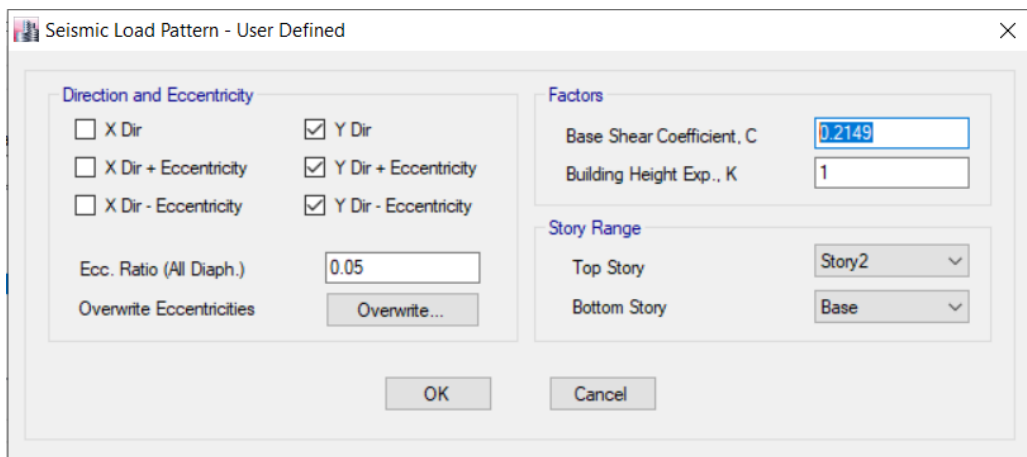 Seismic Load Pattern - User Defined
Direction and Eccentricity
X Dir
Y Dir
X Dir + Eccentricity
Y Dir + Eccentricity
X Dir - Eccentricity
Y Dir - Eccentricity
Ecc. Ratio (All Diaph.)
0.05
Overwrite Eccentricities
Overwrite...
Factors
Base Shear Coefficient, C
0.2149
Building Height Exp., K
1
Story Range
Top Story
Story2
Bottom Story
Base
OK
Cancel